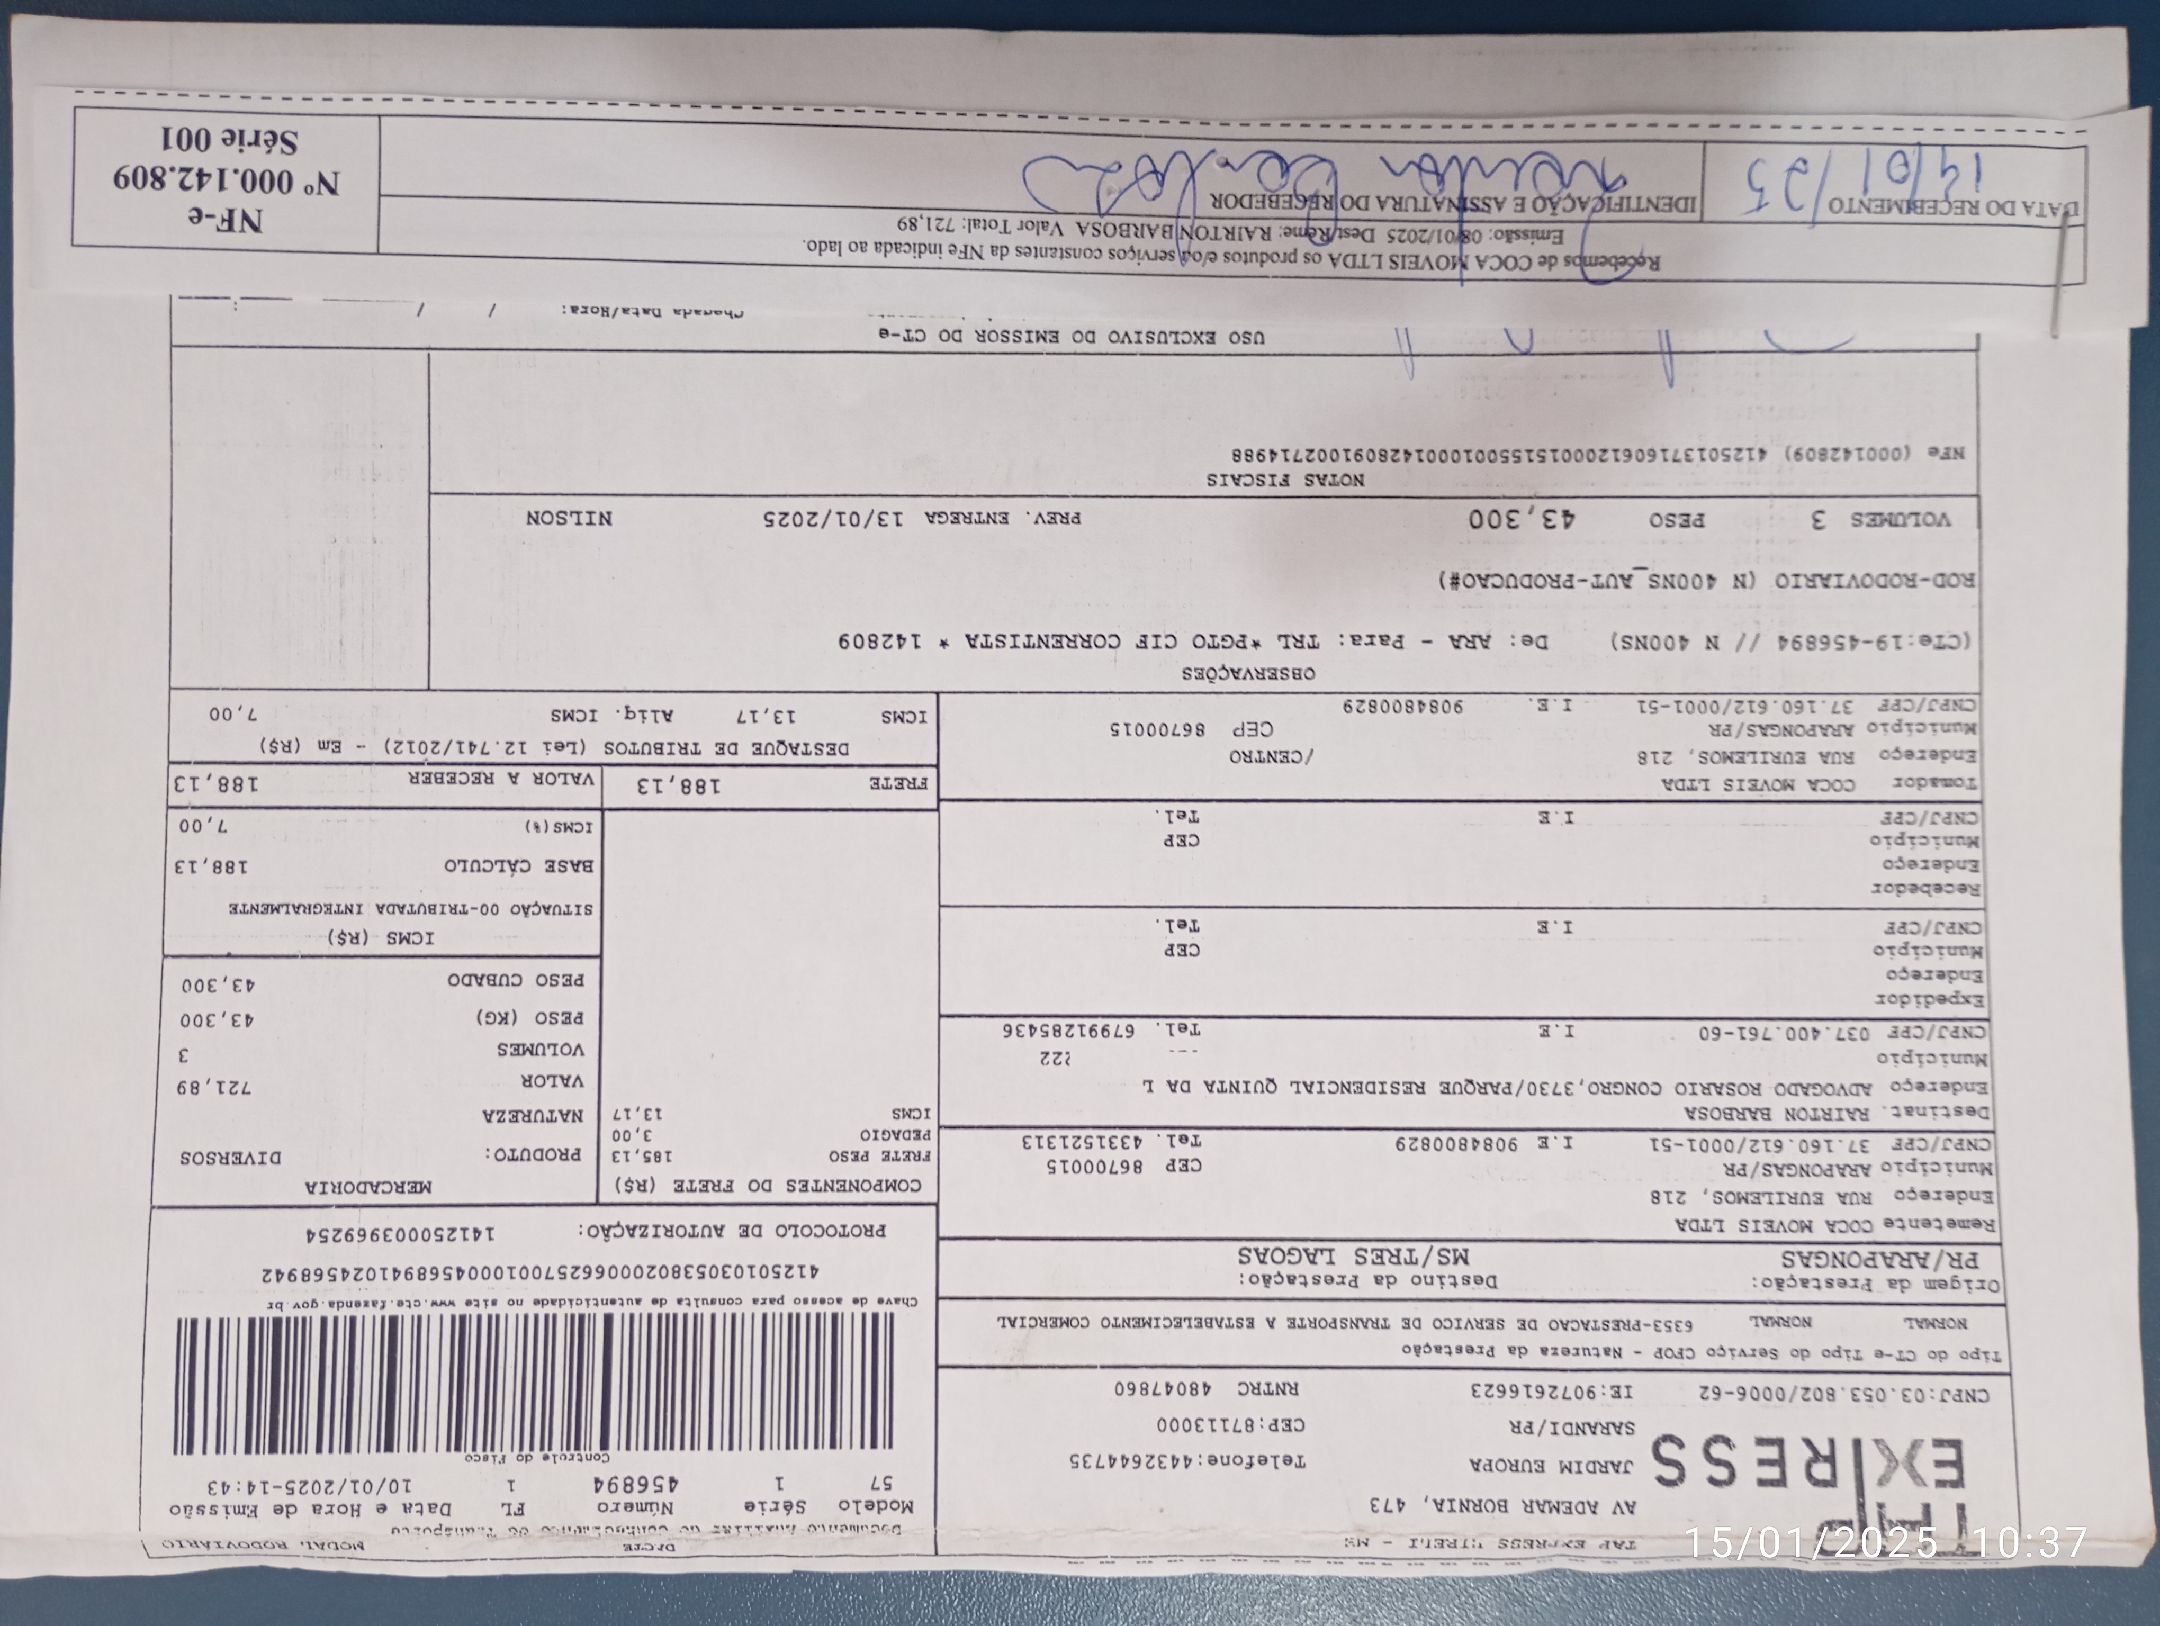 TAP EXPRESS EIRELI - MS
TAP
EXPRESS
AV ADEMAR BORNIA, 473
JARDIM EUROPA Telefone:4432644735
SARANDI/PR CEP:87113000
CNPJ:03.053.802/0006-62 IE:9072616623 RNTRC 48047860
DACTE MODAL RODOVIÁRIO
Documento Auxiliar do Conhecimento de Transporte
Modelo Série Número FL Data e Hora de Emissão
57 1 456894 1 10/01/2025-14:43
Controle do Fisco
Chave de acesso para consulta de autenticidade no site www.cte.fazenda.gov.br
41250103053802000662570010004568941024568942
PROTOCOLO DE AUTORIZAÇÃO: 141250003969254
Tipo do CT-e Tipo do Serviço CFOP - Natureza da Prestação
NORMAL NORMAL 6353-PRESTACAO DE SERVICO DE TRANSPORTE A ESTABELECIMENTO COMERCIAL
Origem da Prestação: Destino da Prestação:
PR/ARAPONGAS MS/TRES LAGOAS
Remetente COCA MOVEIS LTDA
Endereço RUA EURILEMOS, 218
Município ARAPONGAS/PR CEP 86700015
CNPJ/CPF 37.160.612/0001-51 I.E 9084800829 Tel. 4331521313
Destinat. RAIRTON BARBOSA
Endereço ADVOGADO ROSARIO CONGRO,3730/PARQUE RESIDENCIAL QUINTA DA L
Município 222
CNPJ/CPF 037.400.761-60 I.E Tel. 67991285436
Expedidor
Endereço
Município CEP
CNPJ/CPF I.E Tel.
Recebedor
Endereço
Município CEP
CNPJ/CPF I.E Tel.
Tomador COCA MOVEIS LTDA
Endereço RUA EURILEMOS, 218 /CENTRO
Município ARAPONGAS/PR CEP 86700015
CNPJ/CPF 37.160.612/0001-51 I.E. 9084800829
COMPONENTES DO FRETE (R$)
FRETE PESO 185,13
PEDAGIO 3,00
ICMS 13,17
MERCADORIA
PRODUTO: DIVERSOS
NATUREZA
VALOR 721,89
VOLUMES 3
PESO (KG) 43,300
PESO CUBADO 43,300
ICMS (R$)
SITUAÇÃO 00-TRIBUTADA INTEGRALMENTE
BASE CÁLCULO 188,13
ICMS(%) 7,00
FRETE 188,13 VALOR A RECEBER 188,13
DESTAQUE DE TRIBUTOS (Lei 12.741/2012) - Em (R$)
ICMS 13,17 Aliq. ICMS 7,00
OBSERVAÇÕES
(CTe:19-456894 // N 400NS) De: ARA - Para: TRL *PGTO CIF CORRENTISTA * 142809
ROD-RODOVIARIO (N 400NS_AUT-PRODUCAO#)
VOLUMES 3 PESO 43,300 PREV. ENTREGA 13/01/2025 NILSON
NOTAS FISCAIS
NFe (000142809) 41250137160612000151550010001428091002714988
USO EXCLUSIVO DO EMISSOR DO CT-e
Chegada Data/Hora: / / :
Recebemos de COCA MOVEIS LTDA os produtos e/ou serviços constantes da NFe indicada ao lado.
Emissão: 08/01/2025 Dest/Reme: RAIRTON BARBOSA Valor Total: 721,89
DATA DO RECEBIMENTO
14/01/25
IDENTIFICAÇÃO E ASSINATURA DO RECEBEDOR
NF-e
Nº 000.142.809
Série 001
15/01/2025 10:37